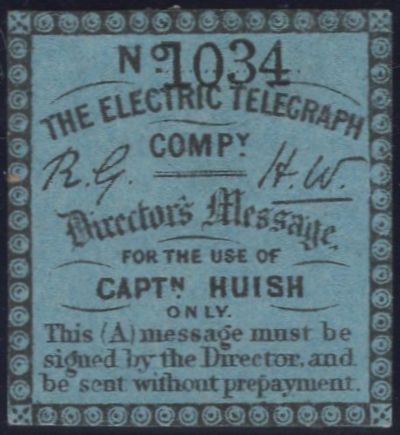 Nº 1034
THE ELECTRIC TELEGRAPH
COMPY
R.G. H.W.
Director's Message,
FOR THE USE OF
CAPTN HUISH
ONLY.
This (A) message must be
signed by the Director, and
be sent without prepayment.